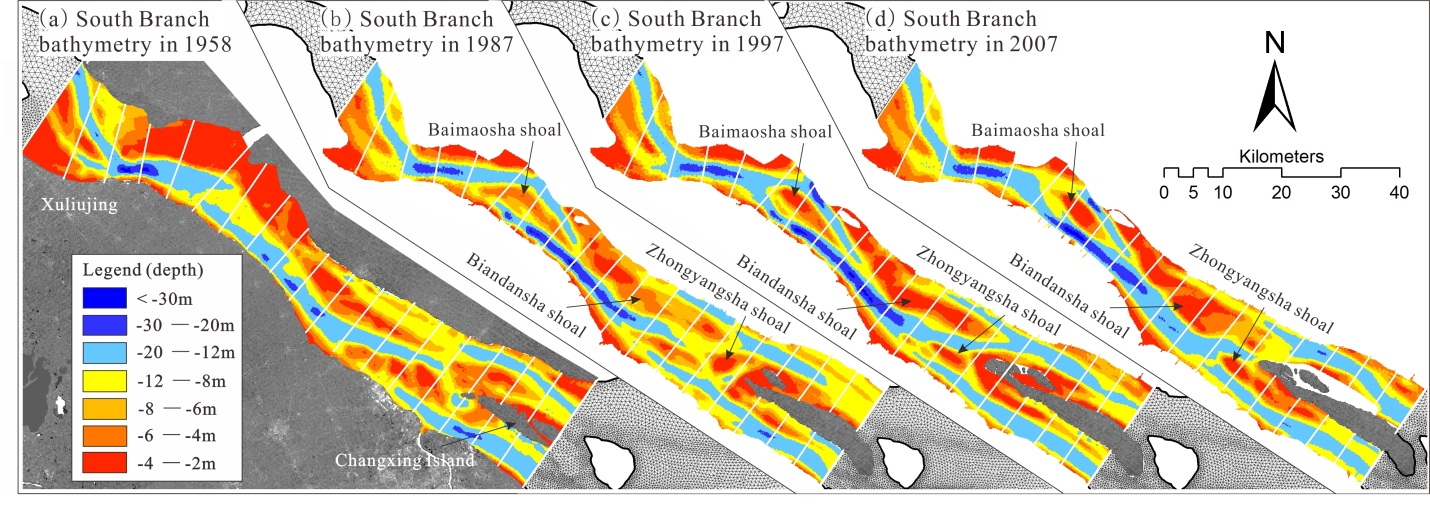 (a) South Branch
bathymetry in 1958
(b) South Branch
bathymetry in 1987
(c) South Branch
bathymetry in 1997
(d) South Branch
bathymetry in 2007
N
Kilometers
0 5 10 20 30 40
Baimaosha shoal
Baimaosha shoal
Baimaosha shoal
Xuliujing
Biandansha shoal
Zhongyangsha shoal
Biandansha shoal
Zhongyangsha shoal
Biandansha shoal
Zhongyangsha shoal
Legend (depth)
< -30m
-30 — -20m
-20 — -12m
-12 — -8m
-8 — -6m
-6 — -4m
-4 — -2m
Changxing Island